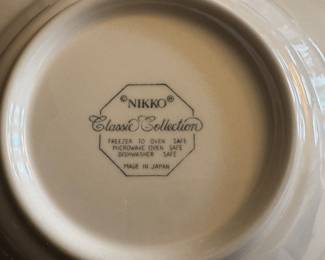 ©NIKKO®
Classic Collection
FREEZER TO OVEN SAFE
MICROWAVE OVEN SAFE
DISHWASHER SAFE
MADE IN JAPAN